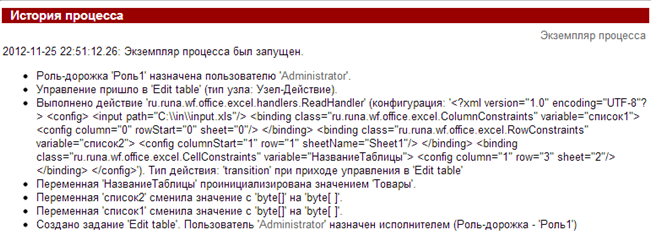 История процесса
Экземпляр процесса
2012-11-25 22:51:12.26: Экземпляр процесса был запущен.
• Роль-дорожка 'Роль1' назначена пользователю 'Administrator'.
• Управление пришло в 'Edit table' (тип узла: Узел-Действие).
• Выполнено действие 'ru.runa.wf.office.excel.handlers.ReadHandler' (конфигурация: '<?xml version="1.0" encoding="UTF-8"?
> <config> <input path="C:\\in\\input.xls"/> <binding class="ru.runa.wf.office.excel.ColumnConstraints" variable="список1">
<config column="0" rowStart="0" sheet="0"/> </binding> <binding class="ru.runa.wf.office.excel.RowConstraints"
variable="список2"> <config columnStart="1" row="1" sheetName="Sheet1"/> </binding> <binding
class="ru.runa.wf.office.excel.CellConstraints" variable="НазваниеТаблицы"> <config column="1" row="3" sheet="2"/>
</binding> </config>'). Тип действия: 'transition' при приходе управления в 'Edit table'
• Переменная 'НазваниеТаблицы' проинициализирована значением 'Товары'.
• Переменная 'список2' сменила значение с 'byte[]' на 'byte[ ]'.
• Переменная 'список1' сменила значение с 'byte[]' на 'byte[ ]'.
• Создано задание 'Edit table'. Пользователь 'Administrator' назначен исполнителем (Роль-дорожка - 'Роль1')